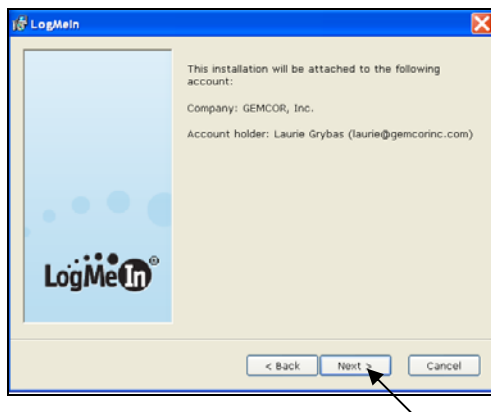 LogMeIn
This installation will be attached to the following
account:
Company: GEMCOR, Inc.
Account holder: Laurie Grybas (laurie@gemcorinc.com)
LogMeIn®
< Back Next > Cancel